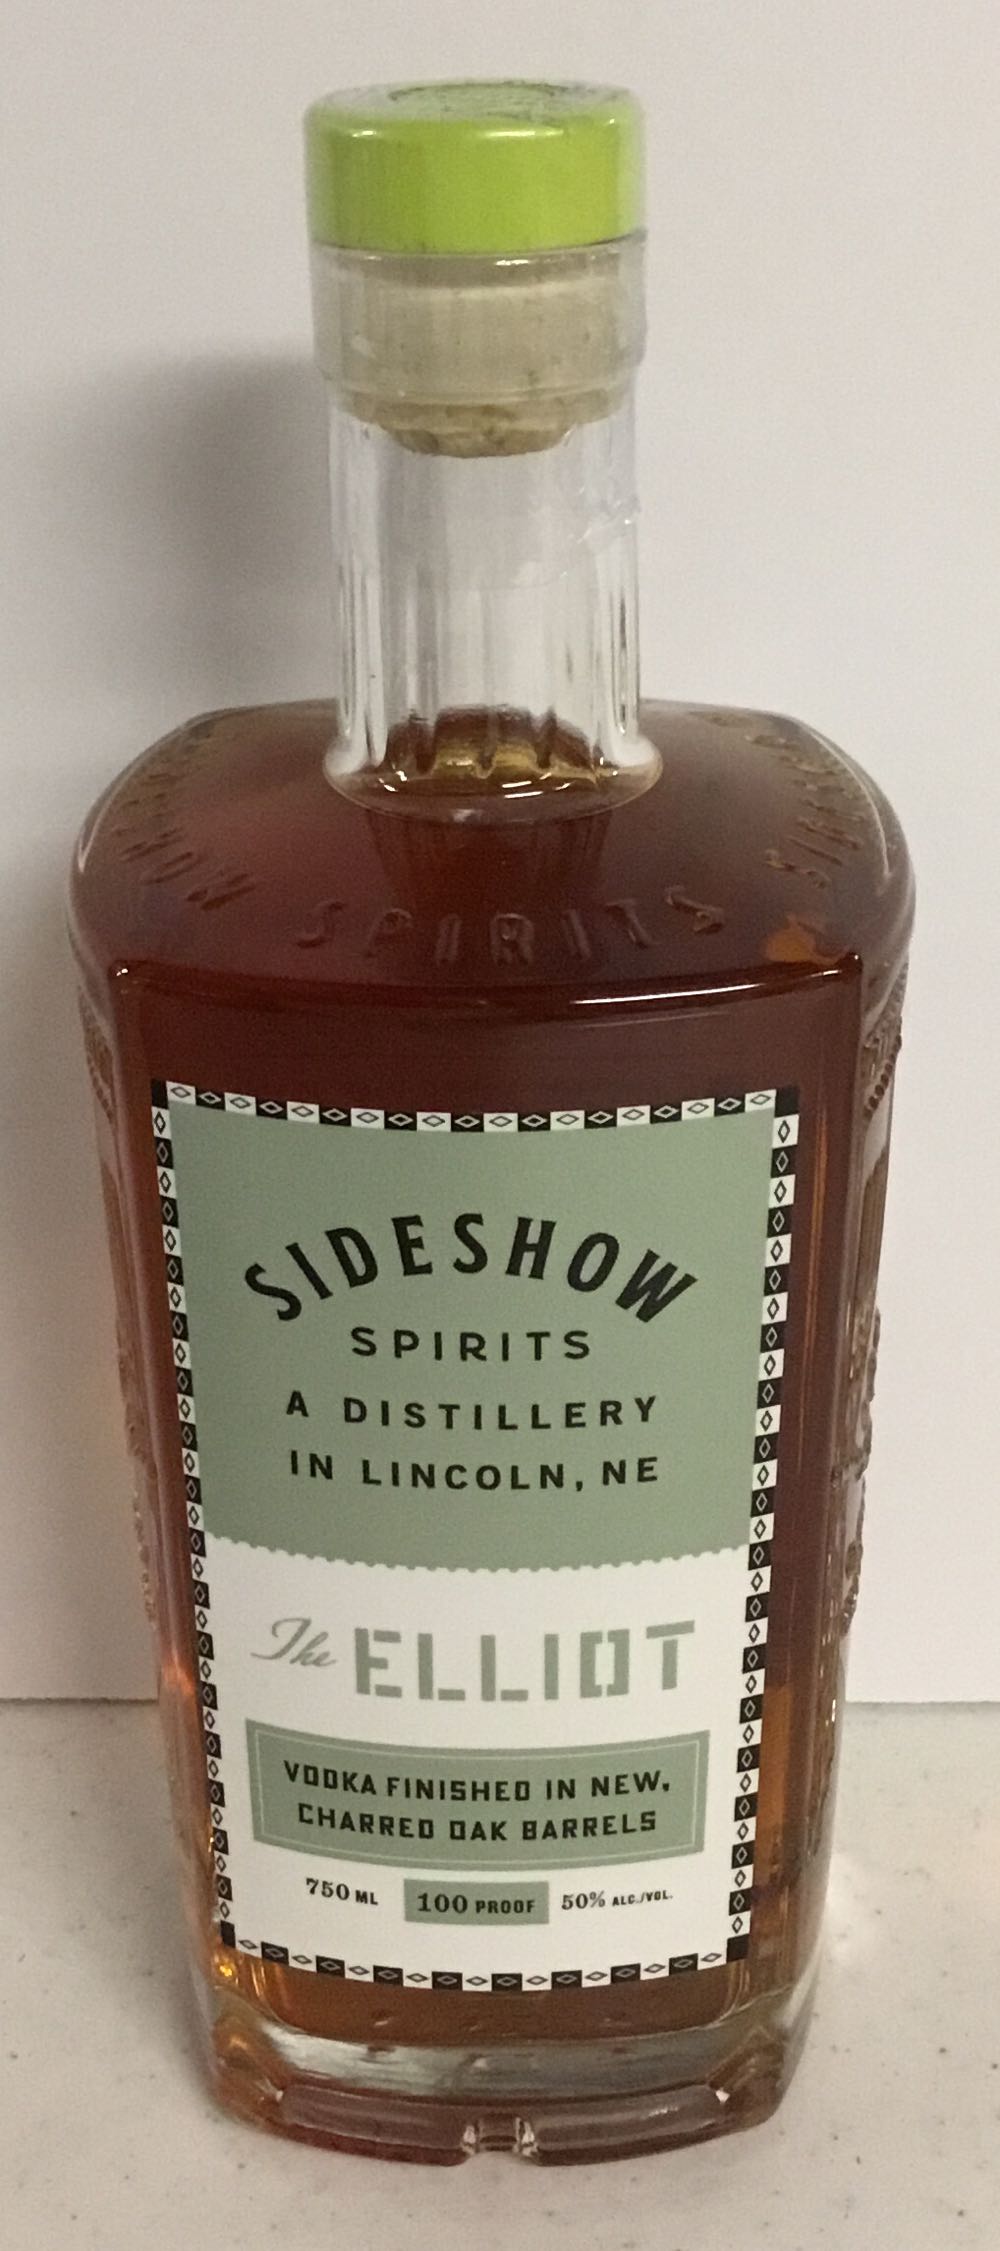 SPIRITS
SIDESHOW
SPIRITS
A DISTILLERY
IN LINCOLN, NE
The ELLIOT
VODKA FINISHED IN NEW,
CHARRED OAK BARRELS
750 ML 100 PROOF 50% ALC./VOL.